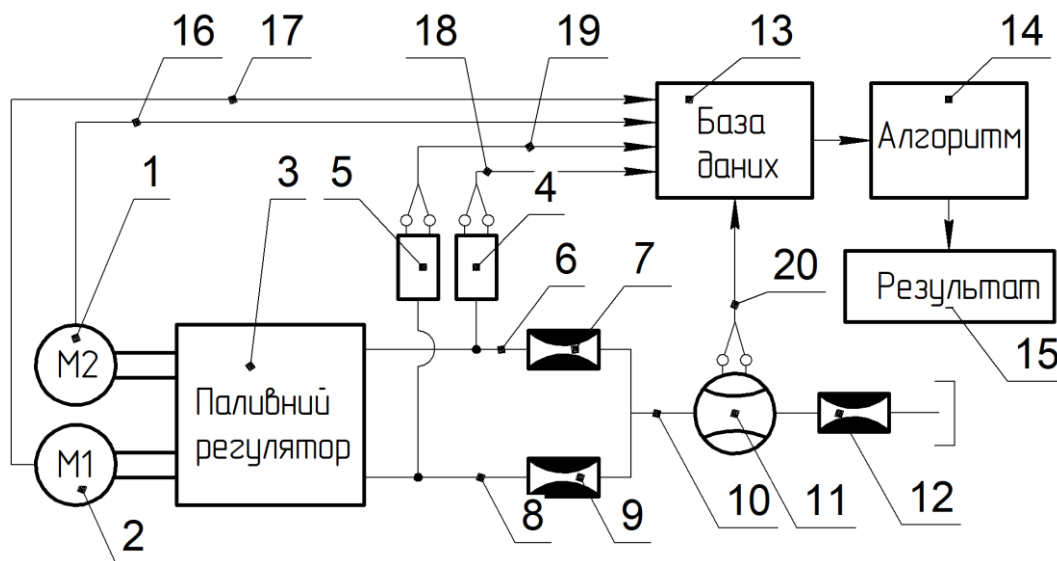 16 17 18 19 13 14
База
даних
Алгоритм
1 3 5 4
6 7 20
Результат
15
M2
Паливний
регулятор
M1
2 8 9 10 11 12